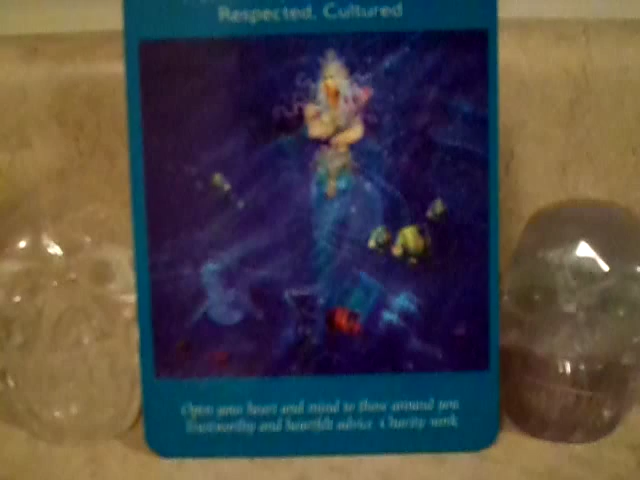 Respected, Cultured
Open your heart and mind to those around you
Trustworthy and heartfelt advice Charity work